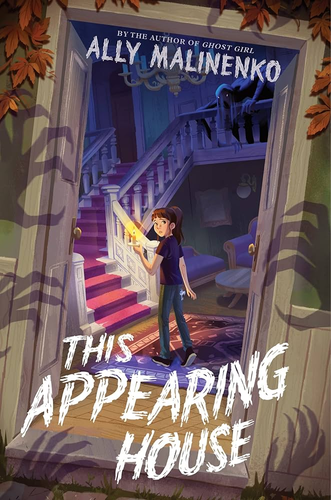 BY THE AUTHOR OF GHOST GIRL
ALLY MALINENKO
THIS
APPEARING
HOUSE